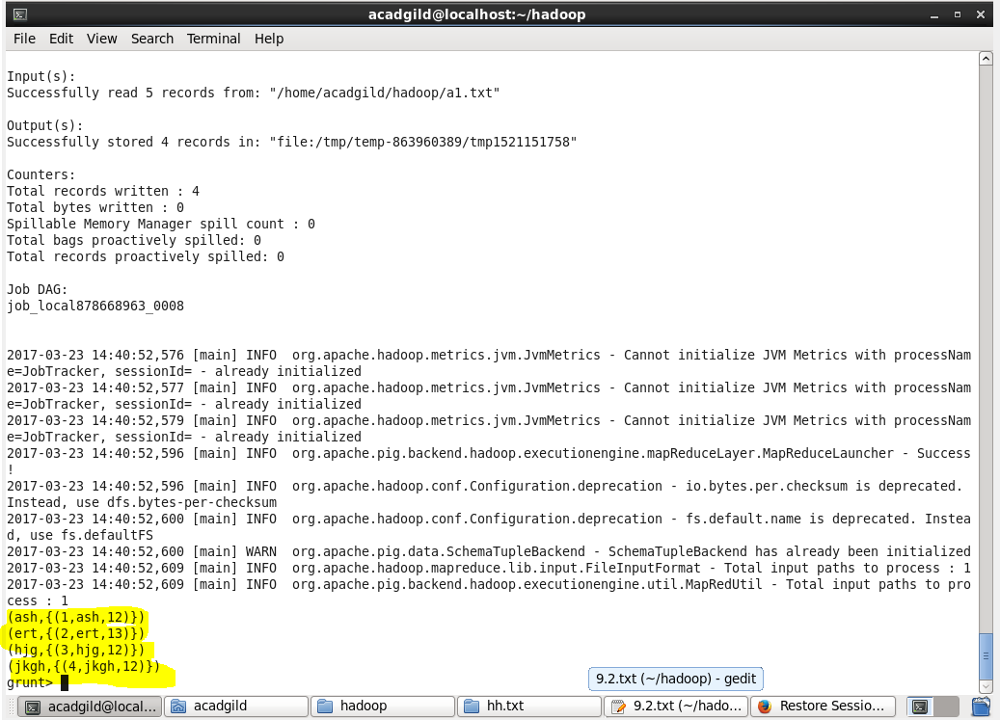 acadgild@localhost:~/hadoop
File Edit View Search Terminal Help
Input(s):
Successfully read 5 records from: "/home/acadgild/hadoop/a1.txt"
Output(s):
Successfully stored 4 records in: "file:/tmp/temp-863960389/tmp1521151758"
Counters:
Total records written : 4
Total bytes written : 0
Spillable Memory Manager spill count : 0
Total bags proactively spilled: 0
Total records proactively spilled: 0
Job DAG:
job_local878668963_0008
2017-03-23 14:40:52,576 [main] INFO  org.apache.hadoop.metrics.jvm.JvmMetrics - Cannot initialize JVM Metrics with processNam
e=JobTracker, sessionId= - already initialized
2017-03-23 14:40:52,577 [main] INFO  org.apache.hadoop.metrics.jvm.JvmMetrics - Cannot initialize JVM Metrics with processNam
e=JobTracker, sessionId= - already initialized
2017-03-23 14:40:52,579 [main] INFO  org.apache.hadoop.metrics.jvm.JvmMetrics - Cannot initialize JVM Metrics with processNam
e=JobTracker, sessionId= - already initialized
2017-03-23 14:40:52,596 [main] INFO  org.apache.pig.backend.hadoop.executionengine.mapReduceLayer.MapReduceLauncher - Success
!
2017-03-23 14:40:52,596 [main] INFO  org.apache.hadoop.conf.Configuration.deprecation - io.bytes.per.checksum is deprecated.
Instead, use dfs.bytes-per-checksum
2017-03-23 14:40:52,600 [main] INFO  org.apache.hadoop.conf.Configuration.deprecation - fs.default.name is deprecated. Instea
d, use fs.defaultFS
2017-03-23 14:40:52,600 [main] WARN  org.apache.pig.data.SchemaTupleBackend - SchemaTupleBackend has already been initialized
2017-03-23 14:40:52,609 [main] INFO  org.apache.hadoop.mapreduce.lib.input.FileInputFormat - Total input paths to process : 1
2017-03-23 14:40:52,609 [main] INFO  org.apache.pig.backend.hadoop.executionengine.util.MapRedUtil - Total input paths to pro
cess : 1
(ash,{(1,ash,12)})
(ert,{(2,ert,13)})
(hjg,{(3,hjg,12)})
(jkgh,{(4,jkgh,12)})
grunt>
9.2.txt (~/hadoop) - gedit
acadgild@local... acadgild hadoop hh.txt 9.2.txt (~/hado... Restore Sessio...